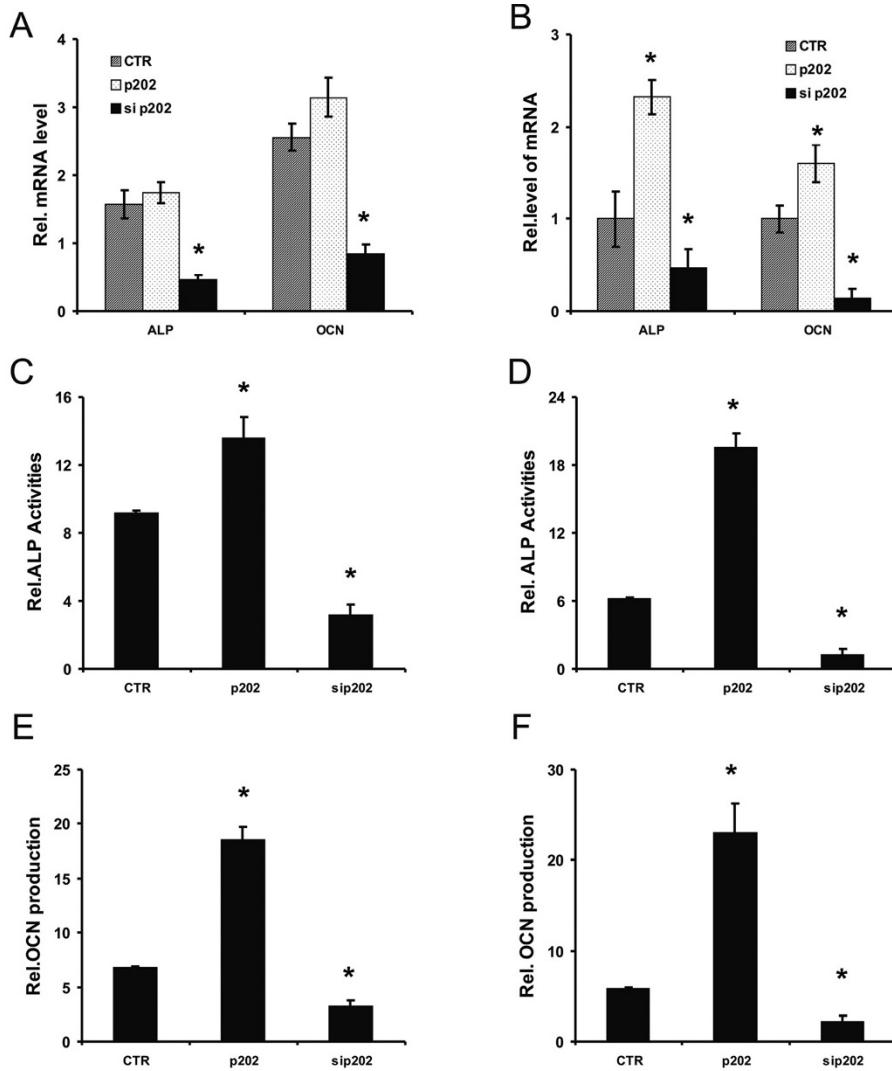 A
4
3
2
1
0
Rel. mRNA level
CTR
p202
si p202
*
*
ALP
OCN
B
3
2
1
0
Rel.level of mRNA
CTR
p202
si p202
*
*
*
*
ALP
OCN
C
16
12
8
4
0
Rel.ALP Activities
*
*
CTR
p202
sip202
D
24
18
12
6
0
Rel. ALP Activities
*
*
CTR
p202
sip202
E
25
20
15
10
5
0
Rel.OCN production
*
*
CTR
p202
sip202
F
30
20
10
0
Rel. OCN production
*
*
CTR
p202
sip202